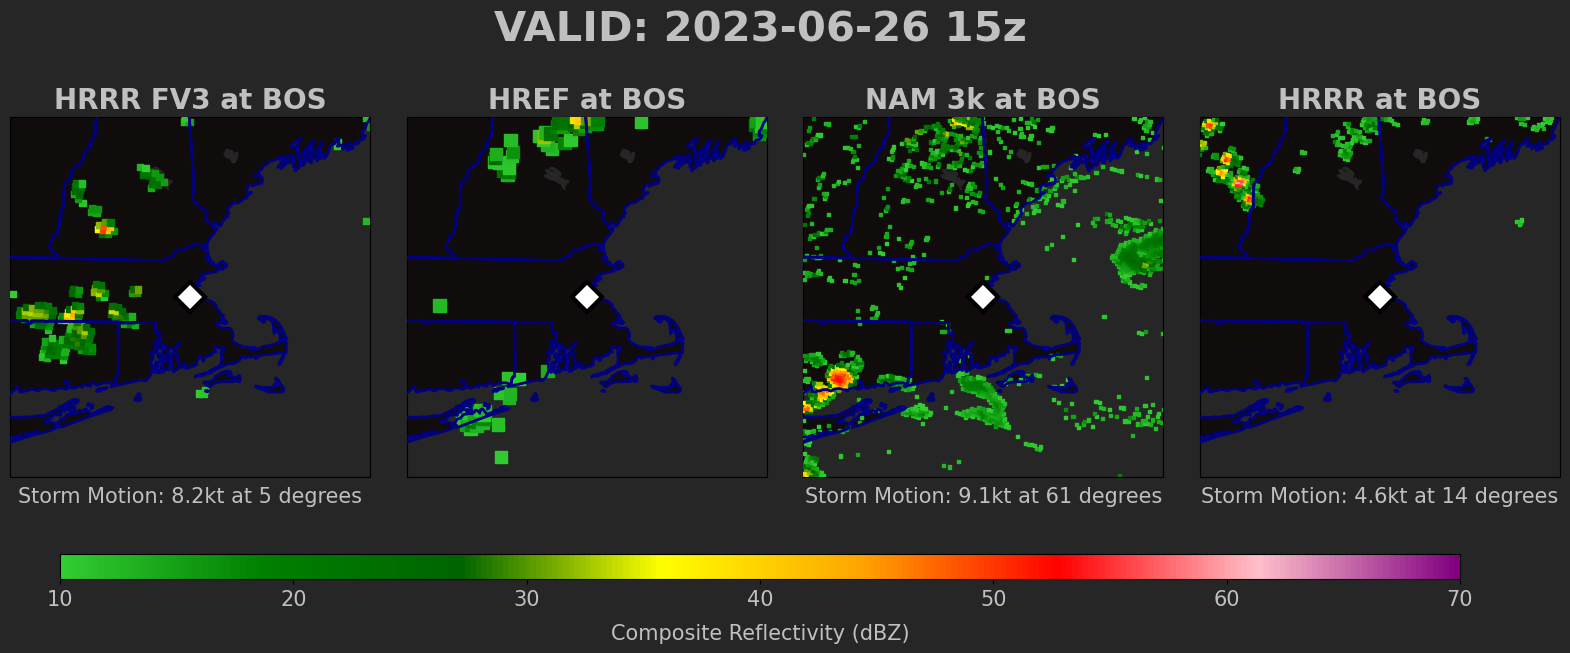 VALID: 2023-06-26 15z
HRRR FV3 at BOS
HREF at BOS
NAM 3k at BOS
HRRR at BOS
Storm Motion: 8.2kt at 5 degrees
Storm Motion: 9.1kt at 61 degrees
Storm Motion: 4.6kt at 14 degrees
10 20 30 40 50 60 70
Composite Reflectivity (dBZ)